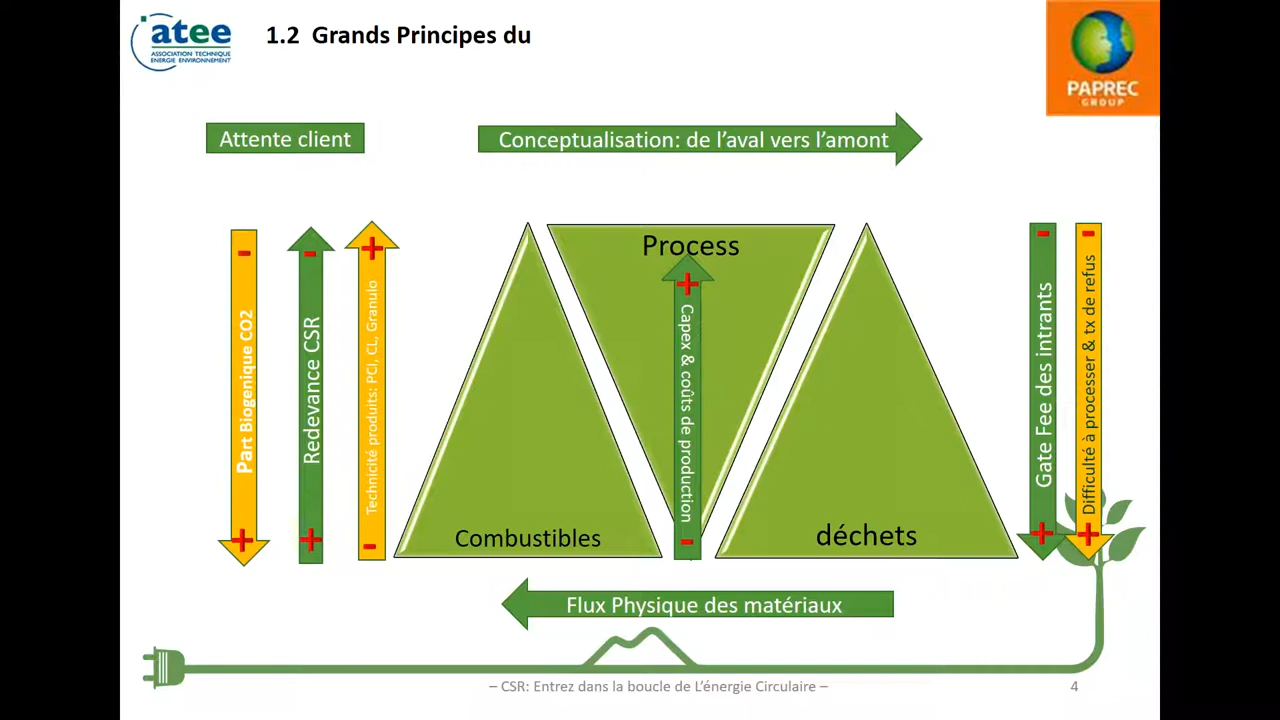 atee
ASSOCIATION TECHNIQUE
ENERGIE ENVIRONNEMENT
1.2 Grands Principes du
PAPREC
GROUP
Attente client
Conceptualisation: de l’aval vers l’amont
-
Part Biogenique CO2
+
-
Redevance CSR
+
+
Technicité produits: PCI, CL, Granulo
-
Process
+
Capex & coûts de production
-
Combustibles
déchets
-
Gate Fee des intrants
+
-
Difficulté à processer & tx de refus
+
Flux Physique des matériaux
– CSR: Entrez dans la boucle de L’énergie Circulaire –
4